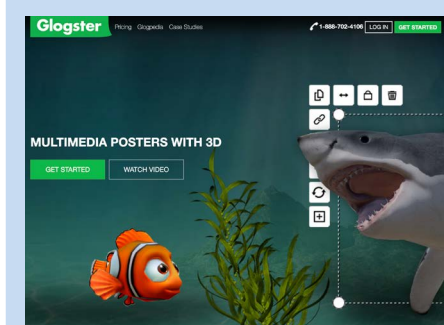 Glogster Pricing Glogpedia Case Studies 1-888-702-4106 LOG IN GET STARTED
MULTIMEDIA POSTERS WITH 3D
GET STARTED WATCH VIDEO